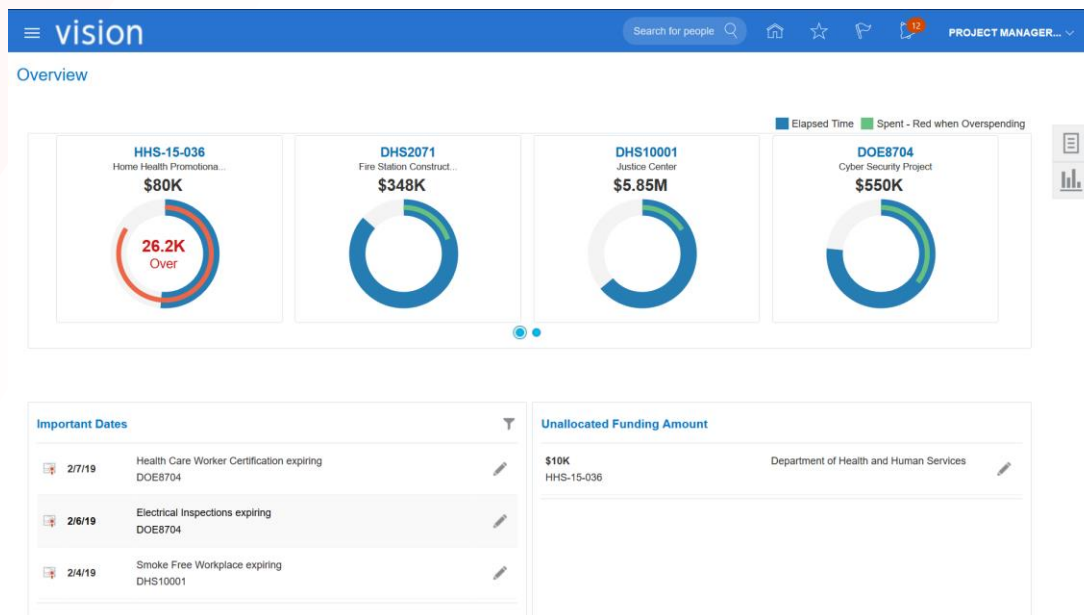 vision
Search for people
12
PROJECT MANAGER...
Overview
Elapsed Time
Spent - Red when Overspending
HHS-15-036
Home Health Promotiona...
$80K
26.2K
Over
DHS2071
Fire Station Construct...
$348K
DHS10001
Justice Center
$5.85M
DOE8704
Cyber Security Project
$550K
Important Dates
2/7/19
Health Care Worker Certification expiring
DOE8704
2/6/19
Electrical Inspections expiring
DOE8704
2/4/19
Smoke Free Workplace expiring
DHS10001
Unallocated Funding Amount
$10K
Department of Health and Human Services
HHS-15-036